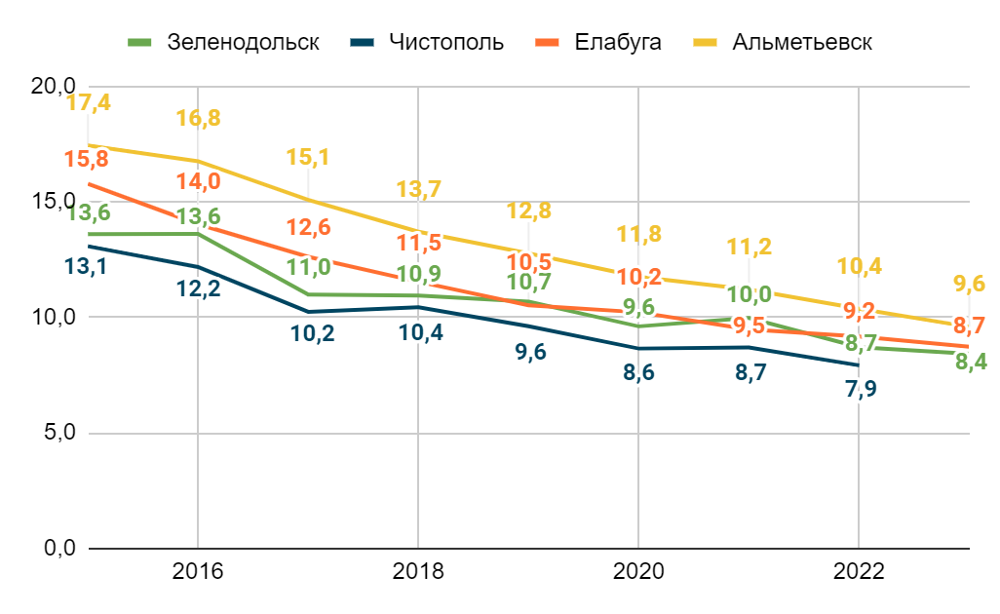 Зеленодольск Чистополь Елабуга Альметьевск
20,0
17,4 16,8 15,1 13,7 12,8 11,8 11,2 10,4 9,6
15,8 14,0 12,6 11,5 10,5 10,2 9,5 9,2 8,7
15,0
13,6 13,6 11,0 10,9 10,7 9,6 10,0 8,7 8,4
13,1 12,2 10,2 10,4 9,6 8,6 8,7 7,9
10,0
5,0
0,0
2016 2018 2020 2022